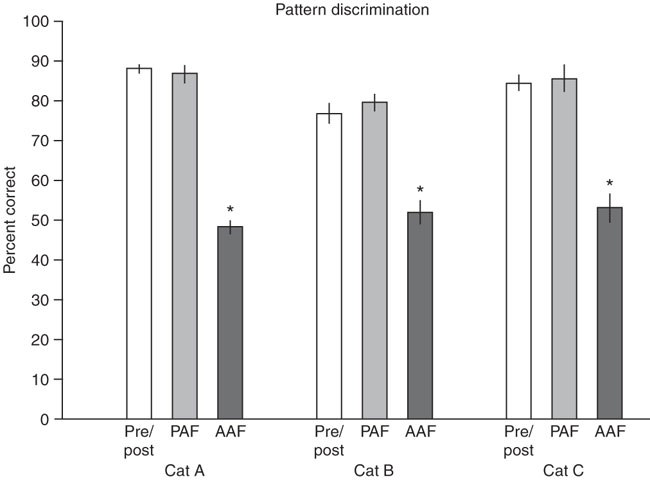 Pattern discrimination
Percent correct
100
90
80
70
60
50
40
30
20
10
0
*
*
*
Pre/
post
PAF
AAF
Pre/
post
PAF
AAF
Pre/
post
PAF
AAF
Cat A
Cat B
Cat C